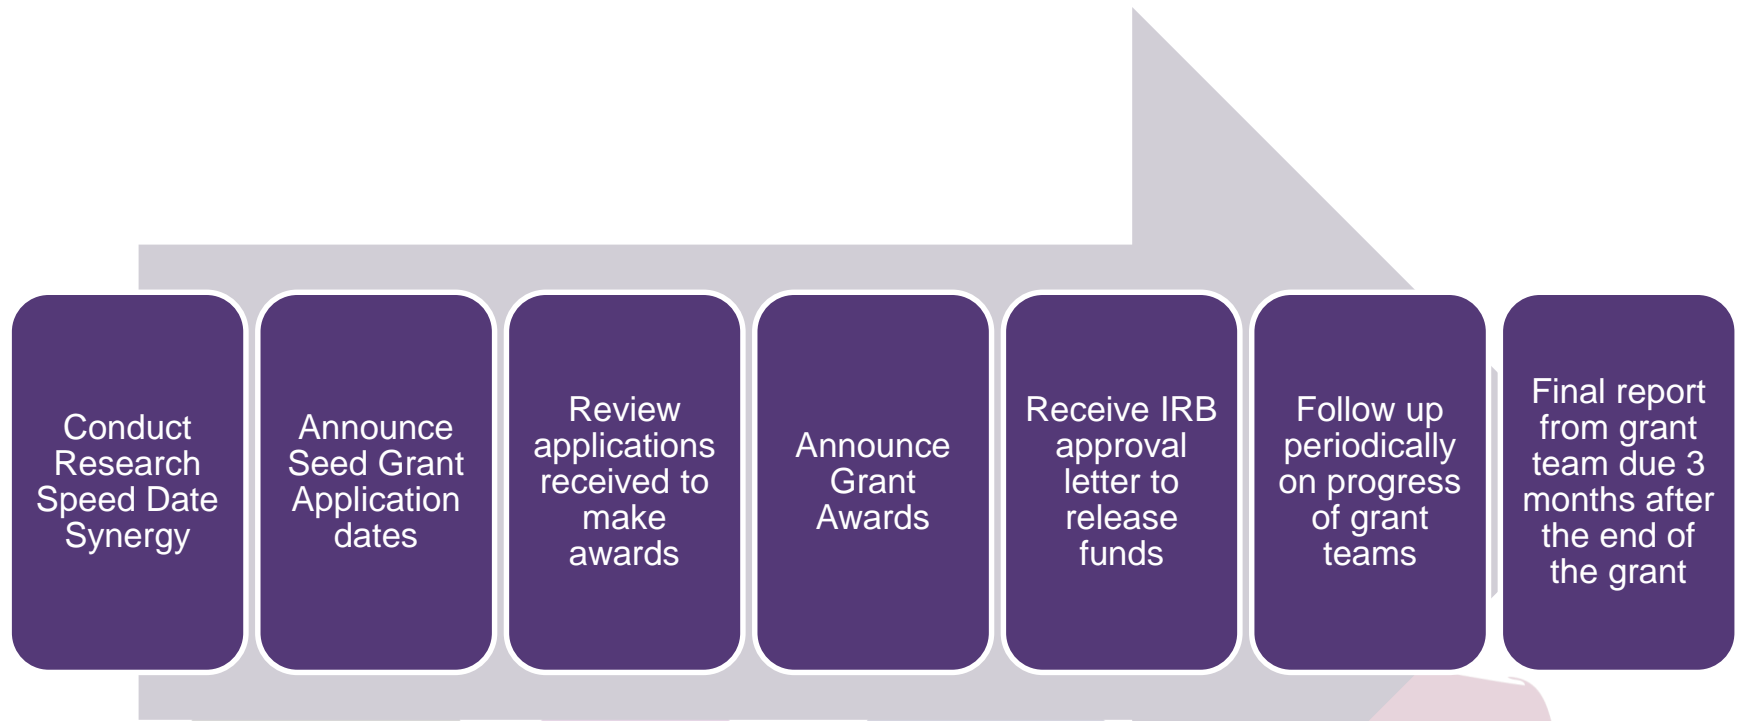 Conduct
Research
Speed Date
Synergy
Announce
Seed Grant
Application
dates
Review
applications
received to
make
awards
Announce
Grant
Awards
Receive IRB
approval
letter to
release
funds
Follow up
periodically
on progress
of grant
teams
Final report
from grant
team due 3
months after
the end of
the grant